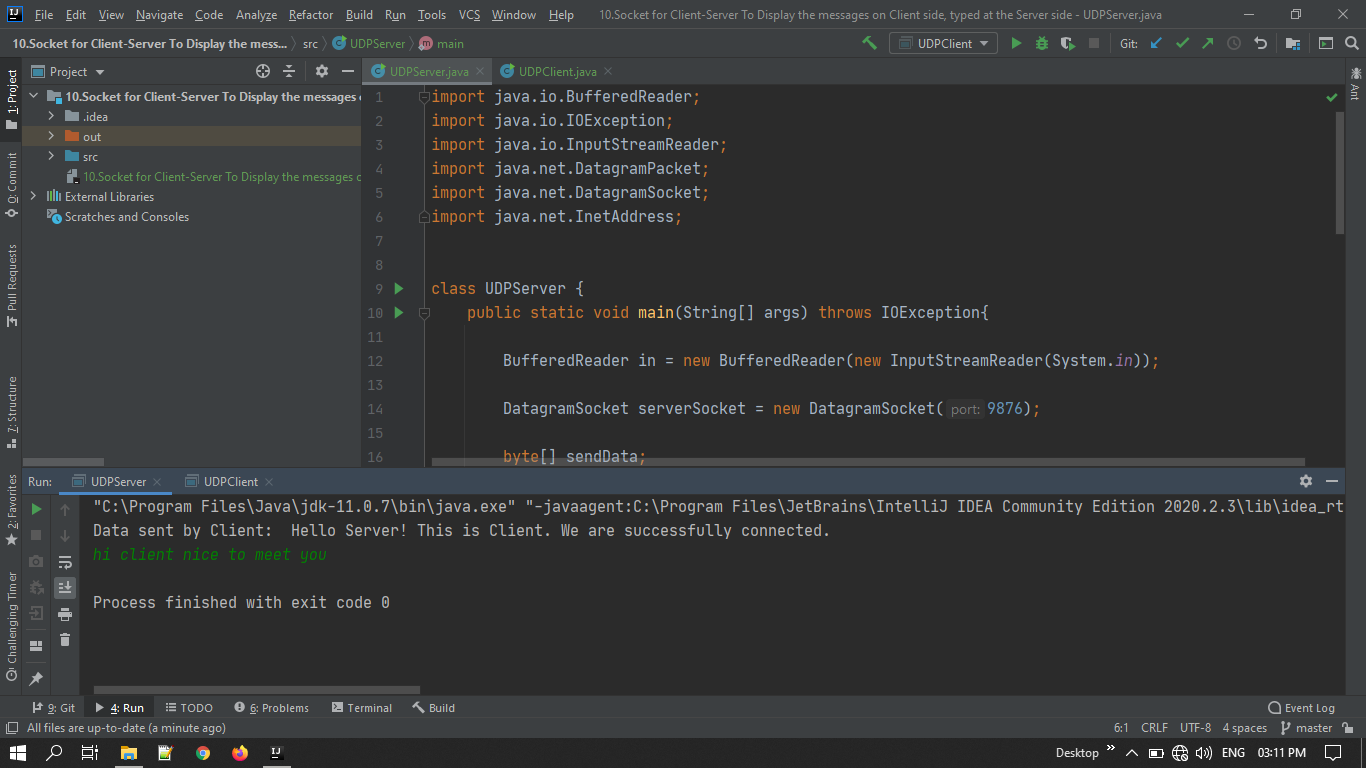 File Edit View Navigate Code Analyze Refactor Build Run Tools VCS Window Help 10.Socket for Client-Server To Display the messages on Client side, typed at the Server side - UDPServer.java
10.Socket for Client-Server To Display the mess... src UDPServer main UDPClient Git:
Project UDPServer.java UDPClient.java
1: Project
0: Commit
Pull Requests
7: Structure
2: Favorites
Challenging Timer
Ant
10.Socket for Client-Server To Display the messages
.idea
out
src
10.Socket for Client-Server To Display the messages
External Libraries
Scratches and Consoles
1 import java.io.BufferedReader;
2 import java.io.IOException;
3 import java.io.InputStreamReader;
4 import java.net.DatagramPacket;
5 import java.net.DatagramSocket;
6 import java.net.InetAddress;
7
8
9 class UDPServer {
10 public static void main(String[] args) throws IOException{
11
12 BufferedReader in = new BufferedReader(new InputStreamReader(System.in));
13
14 DatagramSocket serverSocket = new DatagramSocket( port: 9876);
15
16 byte[] sendData;
Run: UDPServer UDPClient
"C:\Program Files\Java\jdk-11.0.7\bin\java.exe" "-javaagent:C:\Program Files\JetBrains\IntelliJ IDEA Community Edition 2020.2.3\lib\idea_rt
Data sent by Client:  Hello Server! This is Client. We are successfully connected.
hi client nice to meet you
Process finished with exit code 0
9: Git 4: Run TODO 6: Problems Terminal Build Event Log
All files are up-to-date (a minute ago) 6:1 CRLF UTF-8 4 spaces master
Desktop ENG 03:11 PM